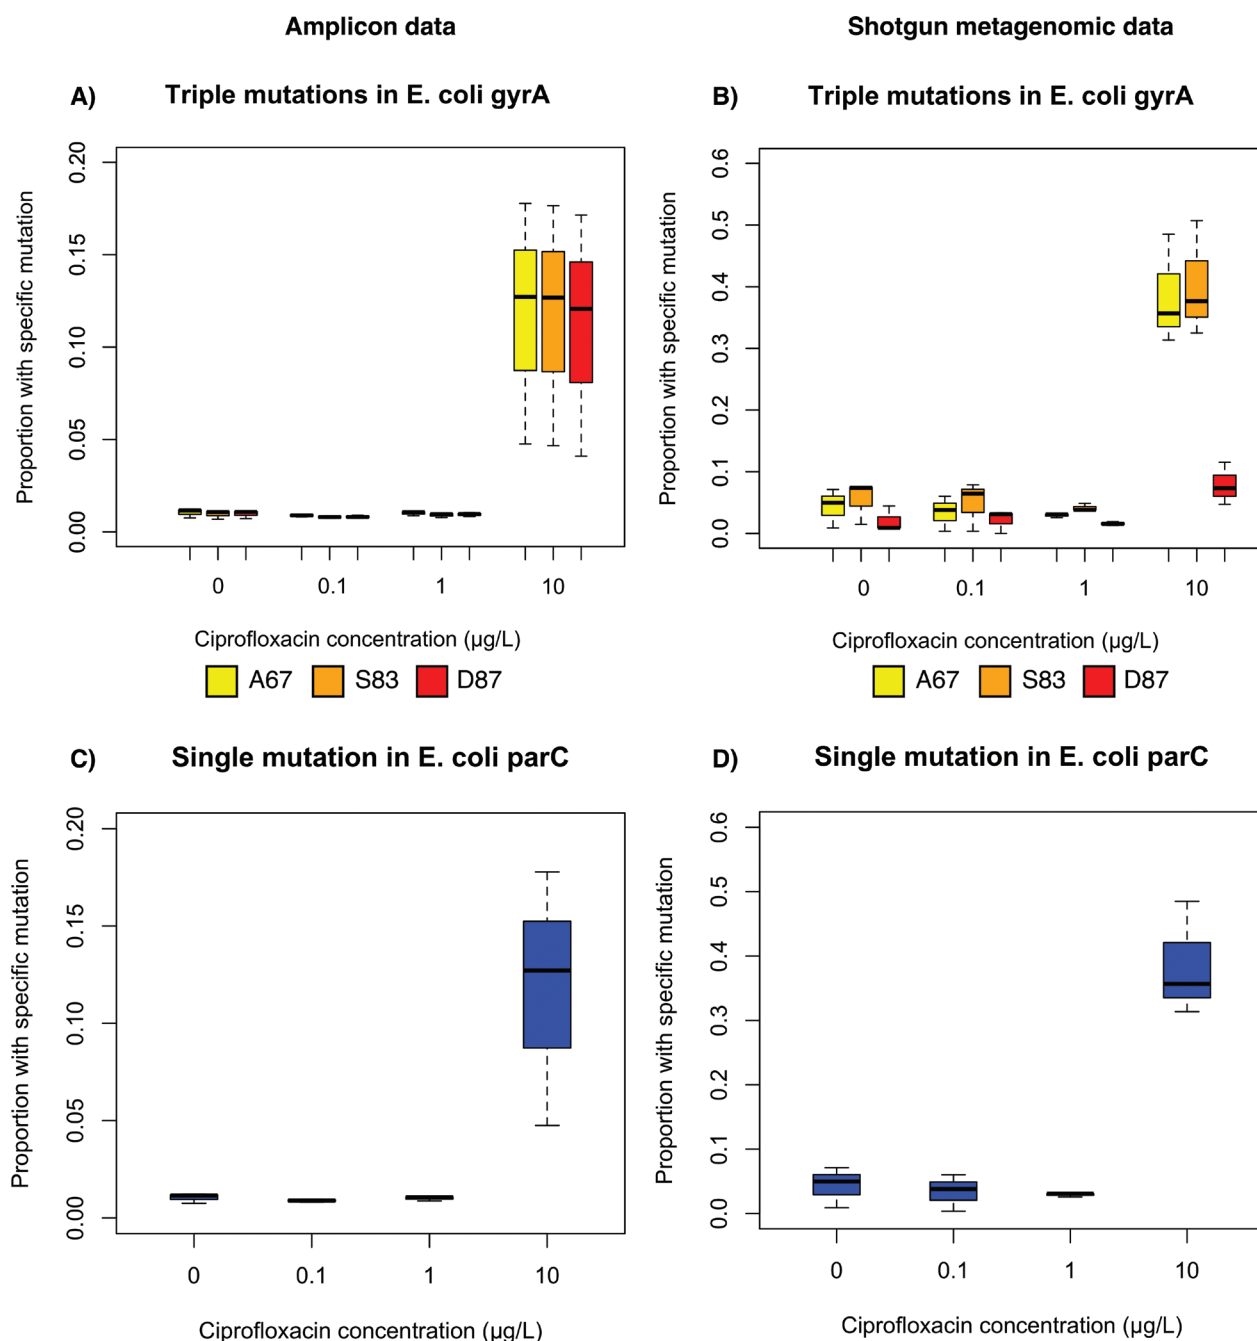 Amplicon data
Shotgun metagenomic data
A) Triple mutations in E. coli gyrA
B) Triple mutations in E. coli gyrA
Proportion with specific mutation
0.20
0.15
0.10
0.05
0.00
0 0.1 1 10
Ciprofloxacin concentration (µg/L)
A67 S83 D87
Proportion with specific mutation
0.6
0.5
0.4
0.3
0.2
0.1
0.0
0 0.1 1 10
Ciprofloxacin concentration (µg/L)
A67 S83 D87
C) Single mutation in E. coli parC
D) Single mutation in E. coli parC
Proportion with specific mutation
0.20
0.15
0.10
0.05
0.00
0 0.1 1 10
Ciprofloxacin concentration (µg/L)
Proportion with specific mutation
0.6
0.5
0.4
0.3
0.2
0.1
0.0
0 0.1 1 10
Ciprofloxacin concentration (µg/L)